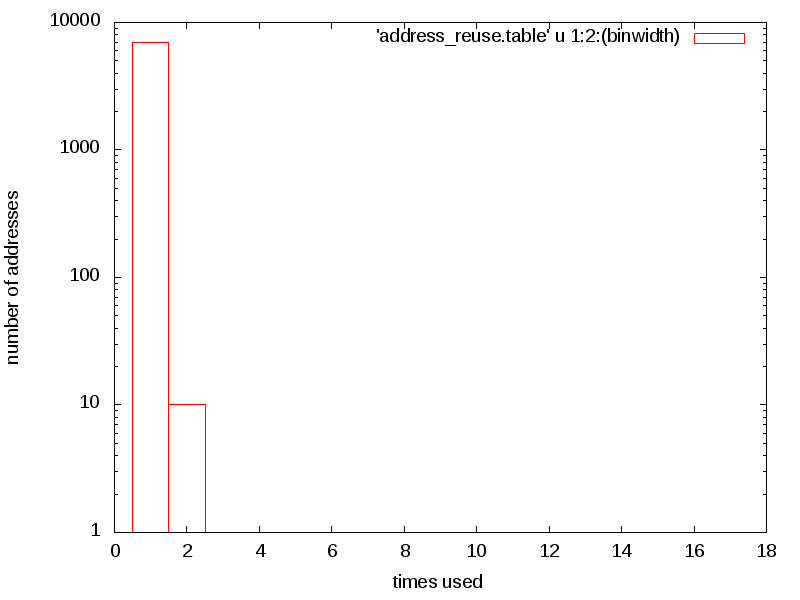 10000
'address_reuse.table' u 1:2:(binwidth)
1000
100
10
1
number of addresses
0 2 4 6 8 10 12 14 16 18
times used